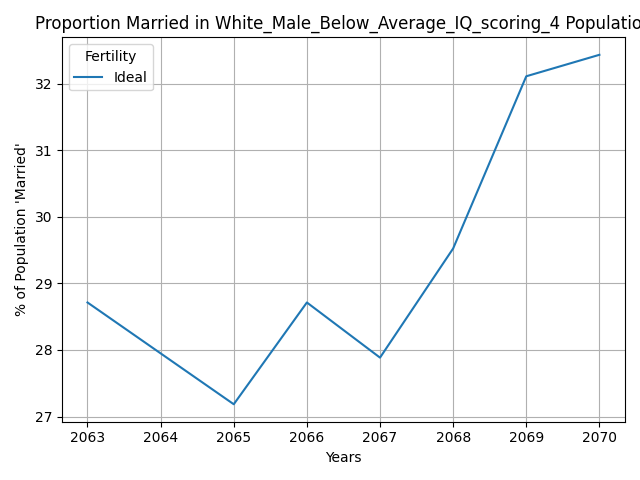 Proportion Married in White_Male_Below_Average_IQ_scoring_4 Populatio
Fertility
Ideal
% of Population 'Married'
32
31
30
29
28
27
2063 2064 2065 2066 2067 2068 2069 2070
Years